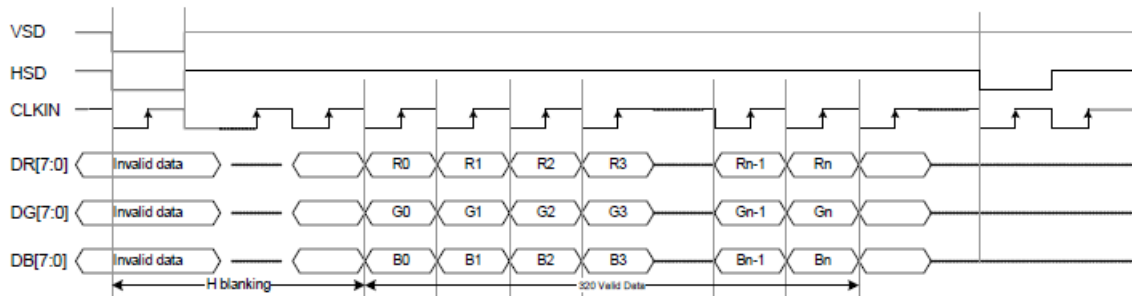 VSD
HSD
CLKIN
DR[7:0] Invalid data R0 R1 R2 R3 Rn-1 Rn
DG[7:0] Invalid data G0 G1 G2 G3 Gn-1 Gn
DB[7:0] Invalid data B0 B1 B2 B3 Bn-1 Bn
H blanking 320 Valid Data